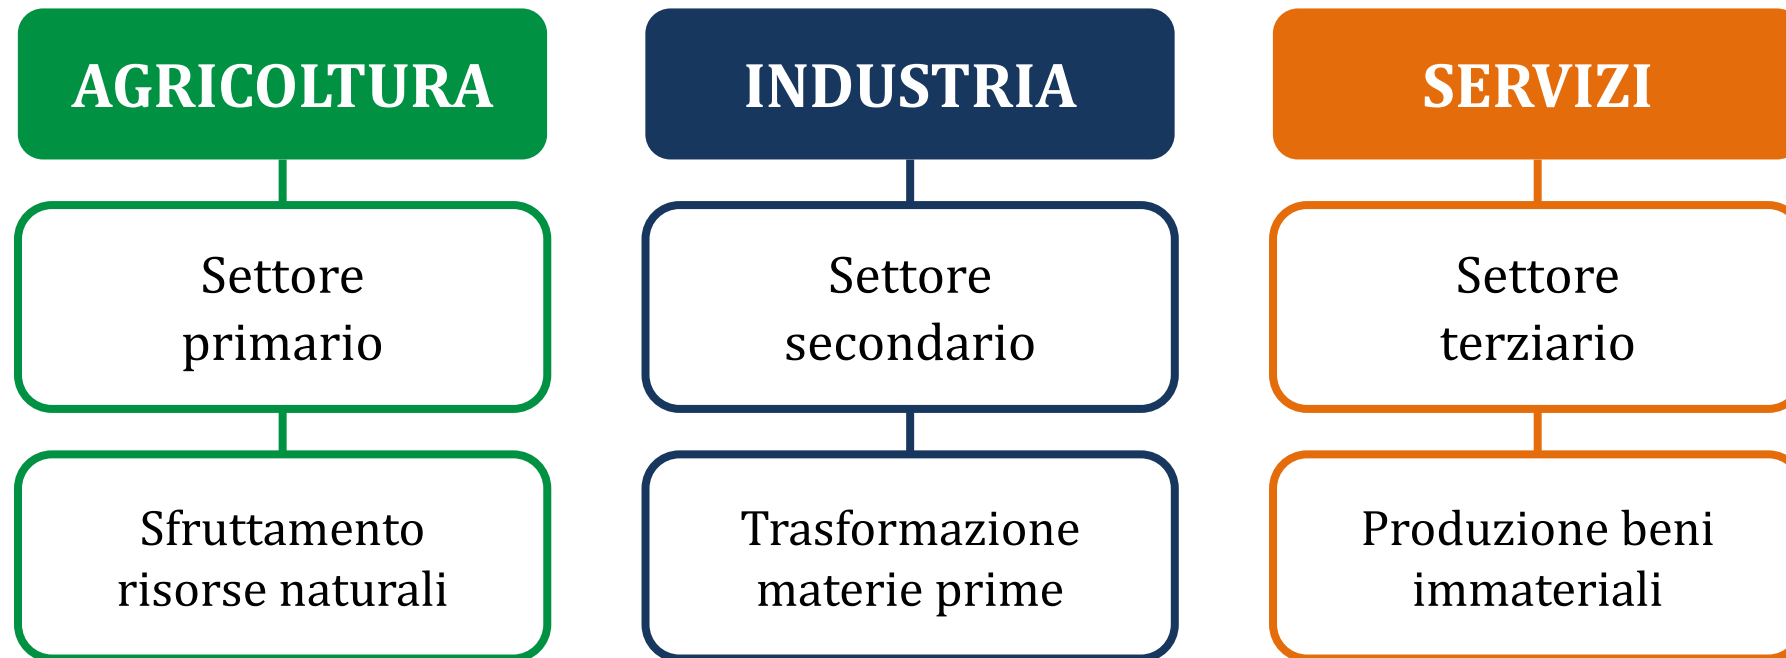 AGRICOLTURA
Settore
primario
Sfruttamento
risorse naturali
INDUSTRIA
Settore
secondario
Trasformazione
materie prime
SERVIZI
Settore
terziario
Produzione beni
immateriali